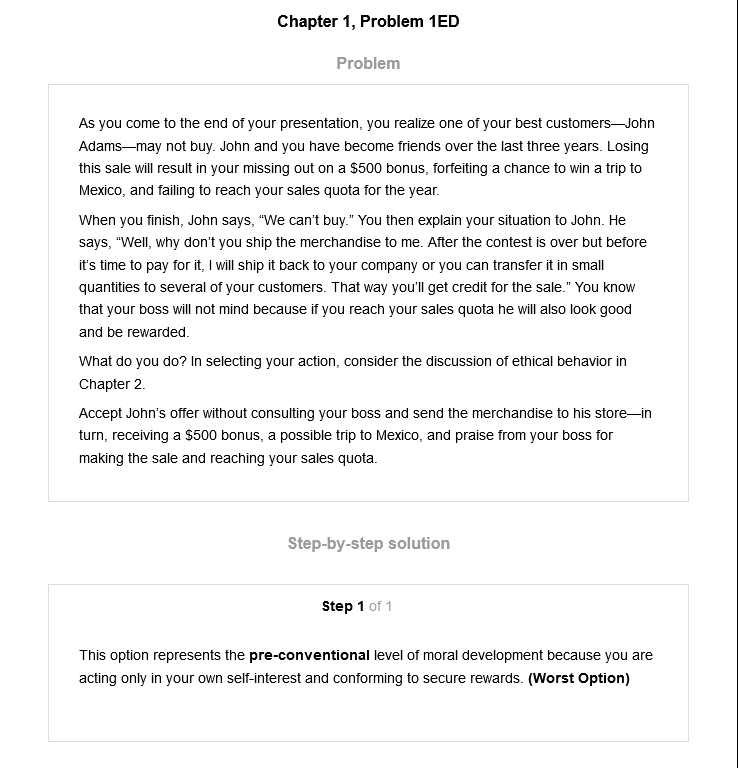 Chapter 1, Problem 1ED
Problem
As you come to the end of your presentation, you realize one of your best customers—John
Adams—may not buy. John and you have become friends over the last three years. Losing
this sale will result in your missing out on a $500 bonus, forfeiting a chance to win a trip to
Mexico, and failing to reach your sales quota for the year.
When you finish, John says, “We can’t buy.” You then explain your situation to John. He
says, “Well, why don’t you ship the merchandise to me. After the contest is over but before
it’s time to pay for it, I will ship it back to your company or you can transfer it in small
quantities to several of your customers. That way you’ll get credit for the sale.” You know
that your boss will not mind because if you reach your sales quota he will also look good
and be rewarded.
What do you do? In selecting your action, consider the discussion of ethical behavior in
Chapter 2.
Accept John’s offer without consulting your boss and send the merchandise to his store—in
turn, receiving a $500 bonus, a possible trip to Mexico, and praise from your boss for
making the sale and reaching your sales quota.
Step-by-step solution
Step 1 of 1
This option represents the pre-conventional level of moral development because you are
acting only in your own self-interest and conforming to secure rewards. (Worst Option)